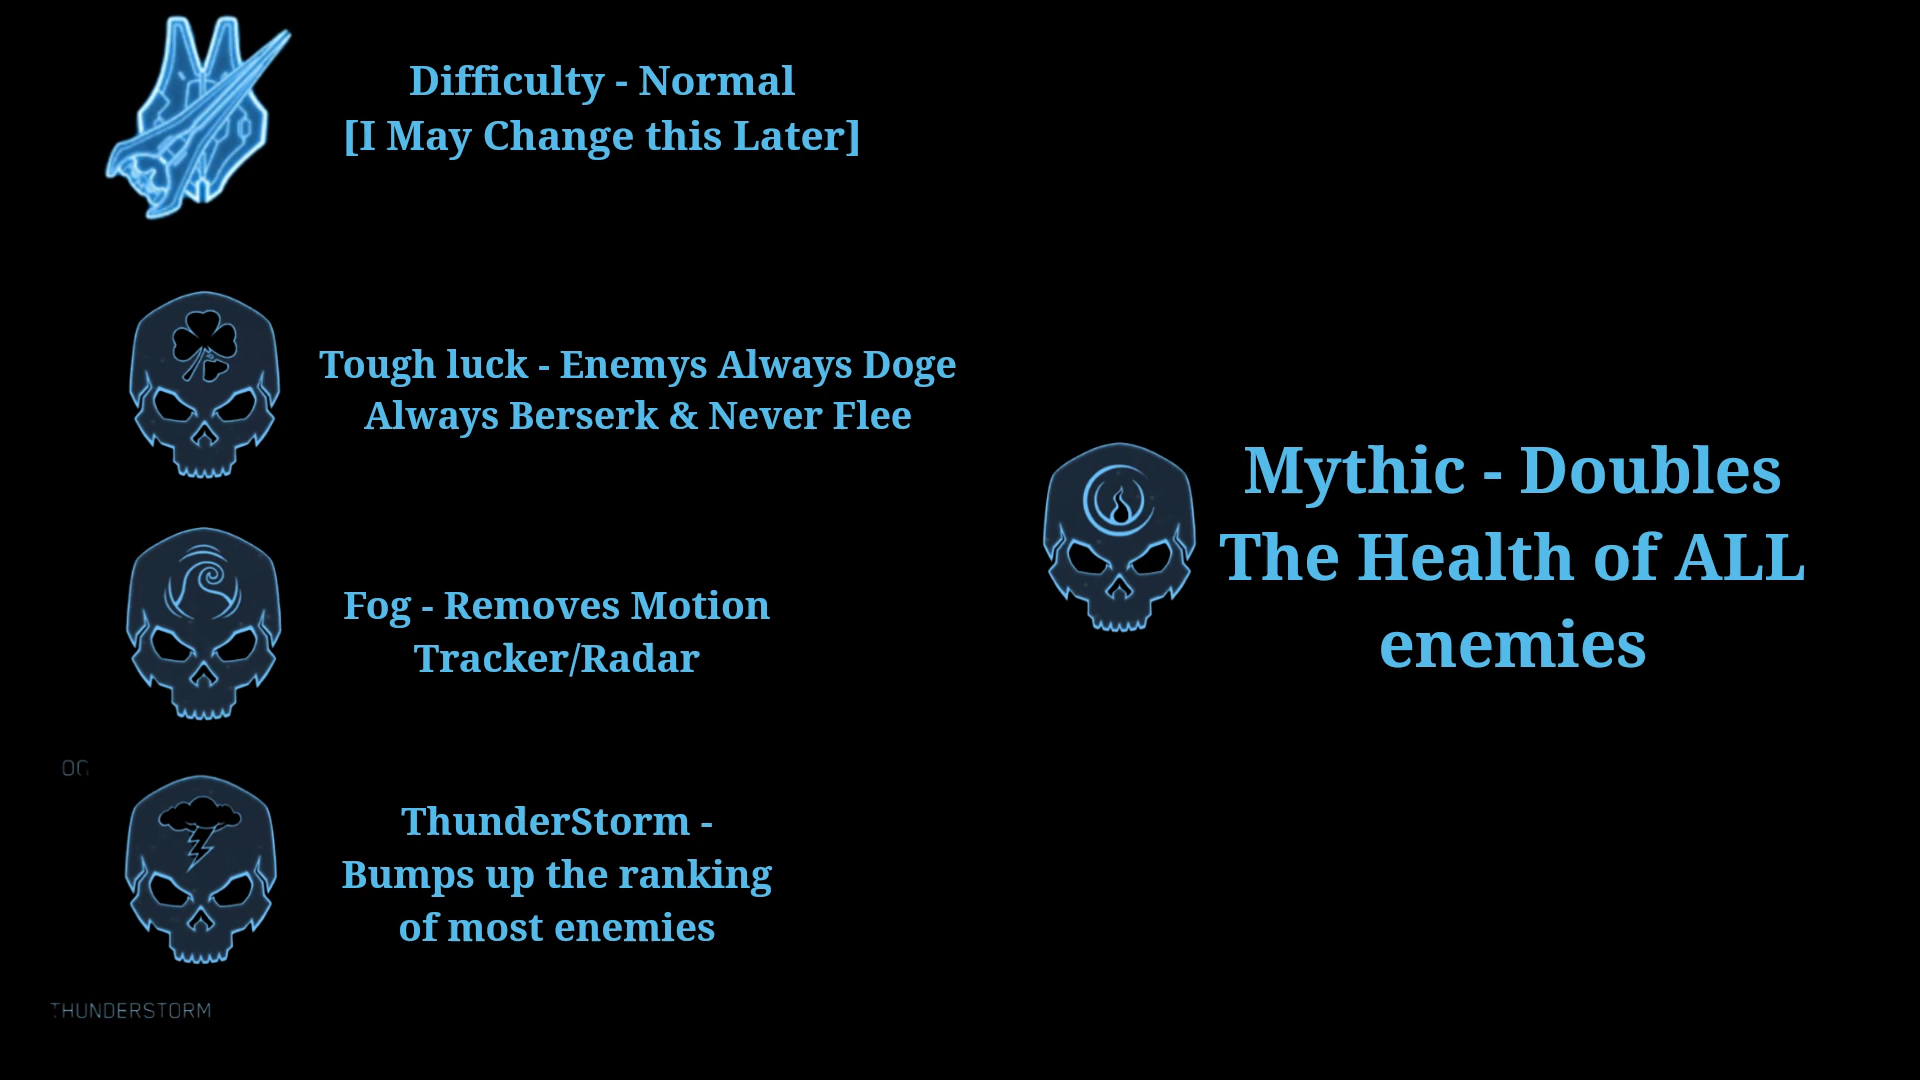 Difficulty - Normal
[I May Change this Later]
Tough luck - Enemys Always Doge
Always Berserk & Never Flee
Fog - Removes Motion
Tracker/Radar
ThunderStorm -
Bumps up the ranking
of most enemies
THUNDERSTORM
Mythic - Doubles
The Health of ALL
enemies